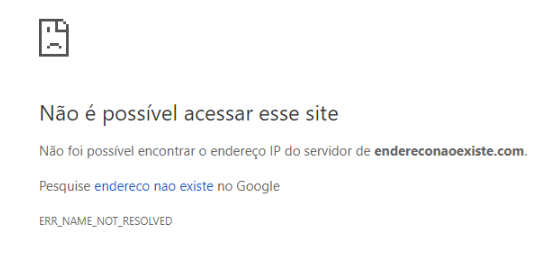 Não é possível acessar esse site
Não foi possível encontrar o endereço IP do servidor de endereconaoexiste.com.
Pesquise endereco nao existe no Google
ERR_NAME_NOT_RESOLVED